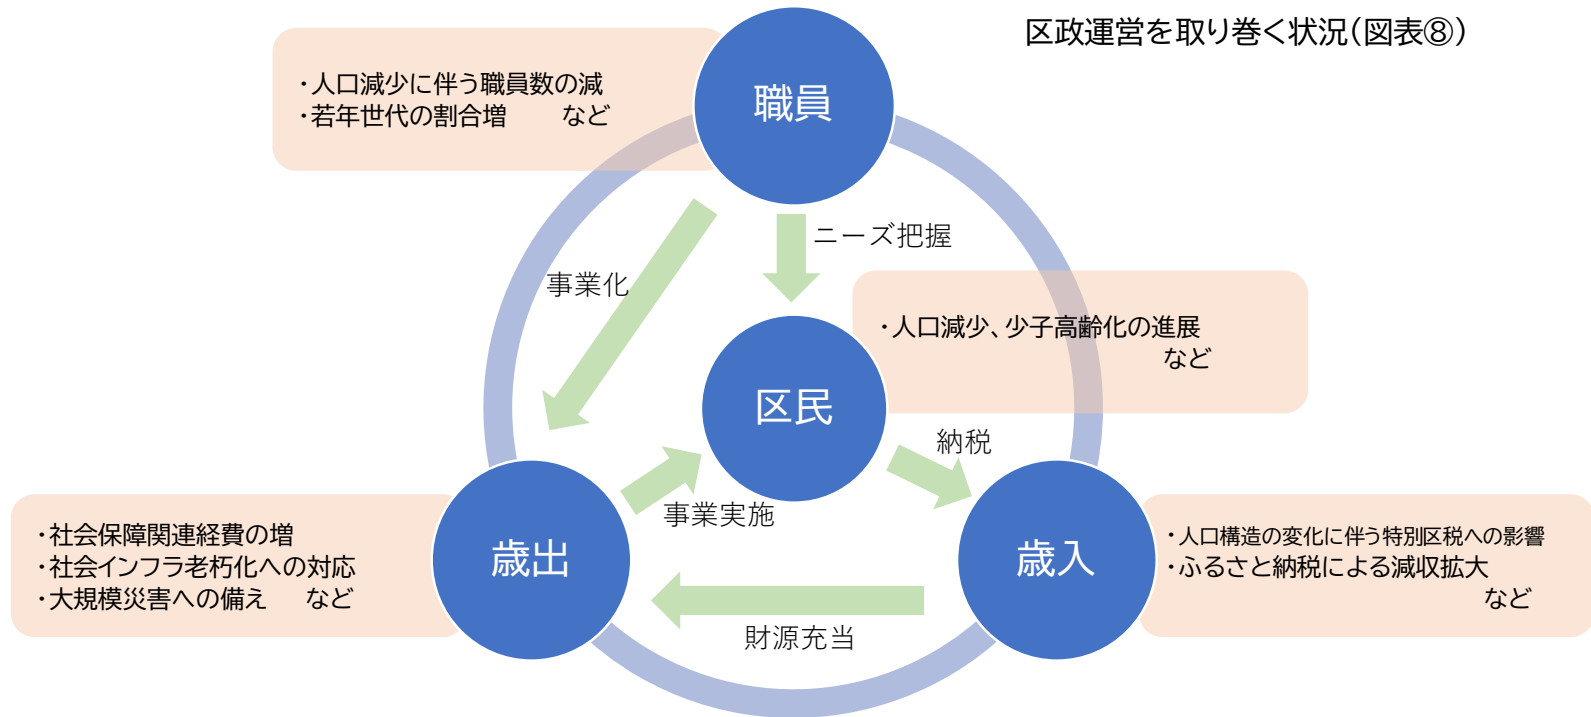 区政運営を取り巻く状況(図表⑧)
職員
・人口減少に伴う職員数の減
・若年世代の割合増 など
ニーズ把握
事業化
・人口減少、少子高齢化の進展
など
区民
納税
事業実施
歳出
・社会保障関連経費の増
・社会インフラ老朽化への対応
・大規模災害への備え など
歳入
・人口構造の変化に伴う特別区税への影響
・ふるさと納税による減収拡大
など
財源充当